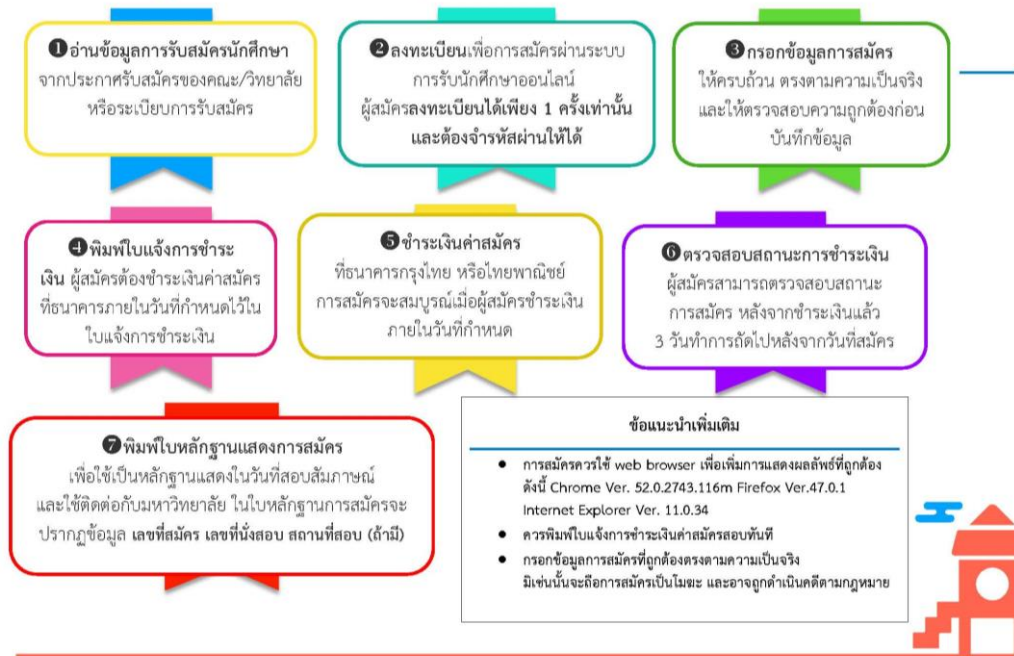 ❶อ่านข้อมูลการรับสมัครนักศึกษา
จากประกาศรับสมัครของคณะ/วิทยาลัย
หรือระเบียบการรับสมัคร
❷ลงทะเบียนเพื่อการสมัครผ่านระบบ
การรับนักศึกษาออนไลน์
ผู้สมัครลงทะเบียนได้เพียง 1 ครั้งเท่านั้น
และต้องจำรหัสผ่านให้ได้
❸กรอกข้อมูลการสมัคร
ให้ครบถ้วน ตรงตามความเป็นจริง
และให้ตรวจสอบความถูกต้องก่อน
บันทึกข้อมูล
❹พิมพ์ใบแจ้งการชำระ
เงิน ผู้สมัครต้องชำระเงินค่าสมัคร
ที่ธนาคารภายในวันที่กำหนดไว้ใน
ใบแจ้งการชำระเงิน
❺ชำระเงินค่าสมัคร
ที่ธนาคารกรุงไทย หรือไทยพาณิชย์
การสมัครจะสมบูรณ์เมื่อผู้สมัครชำระเงิน
ภายในวันที่กำหนด
❻ตรวจสอบสถานะการชำระเงิน
ผู้สมัครสามารถตรวจสอบสถานะ
การสมัคร หลังจากชำระเงินแล้ว
3 วันทำการถัดไปหลังจากวันที่สมัคร
❼พิมพ์ใบหลักฐานแสดงการสมัคร
เพื่อใช้เป็นหลักฐานแสดงในวันที่สอบสัมภาษณ์
และใช้ติดต่อกับมหาวิทยาลัย ในใบหลักฐานการสมัครจะ
ปรากฏข้อมูล เลขที่สมัคร เลขที่นั่งสอบ สถานที่สอบ (ถ้ามี)
ข้อแนะนำเพิ่มเติม
● การสมัครควรใช้ web browser เพื่อเพิ่มการแสดงผลลัพธ์ที่ถูกต้อง
ดังนี้ Chrome Ver. 52.0.2743.116m Firefox Ver.47.0.1
Internet Explorer Ver. 11.0.34
● ควรพิมพ์ใบแจ้งการชำระเงินค่าสมัครสอบทันที
● กรอกข้อมูลการสมัครที่ถูกต้องตรงตามความเป็นจริง
มิเช่นนั้นจะถือการสมัครเป็นโมฆะ และอาจถูกดำเนินคดีตามกฎหมาย